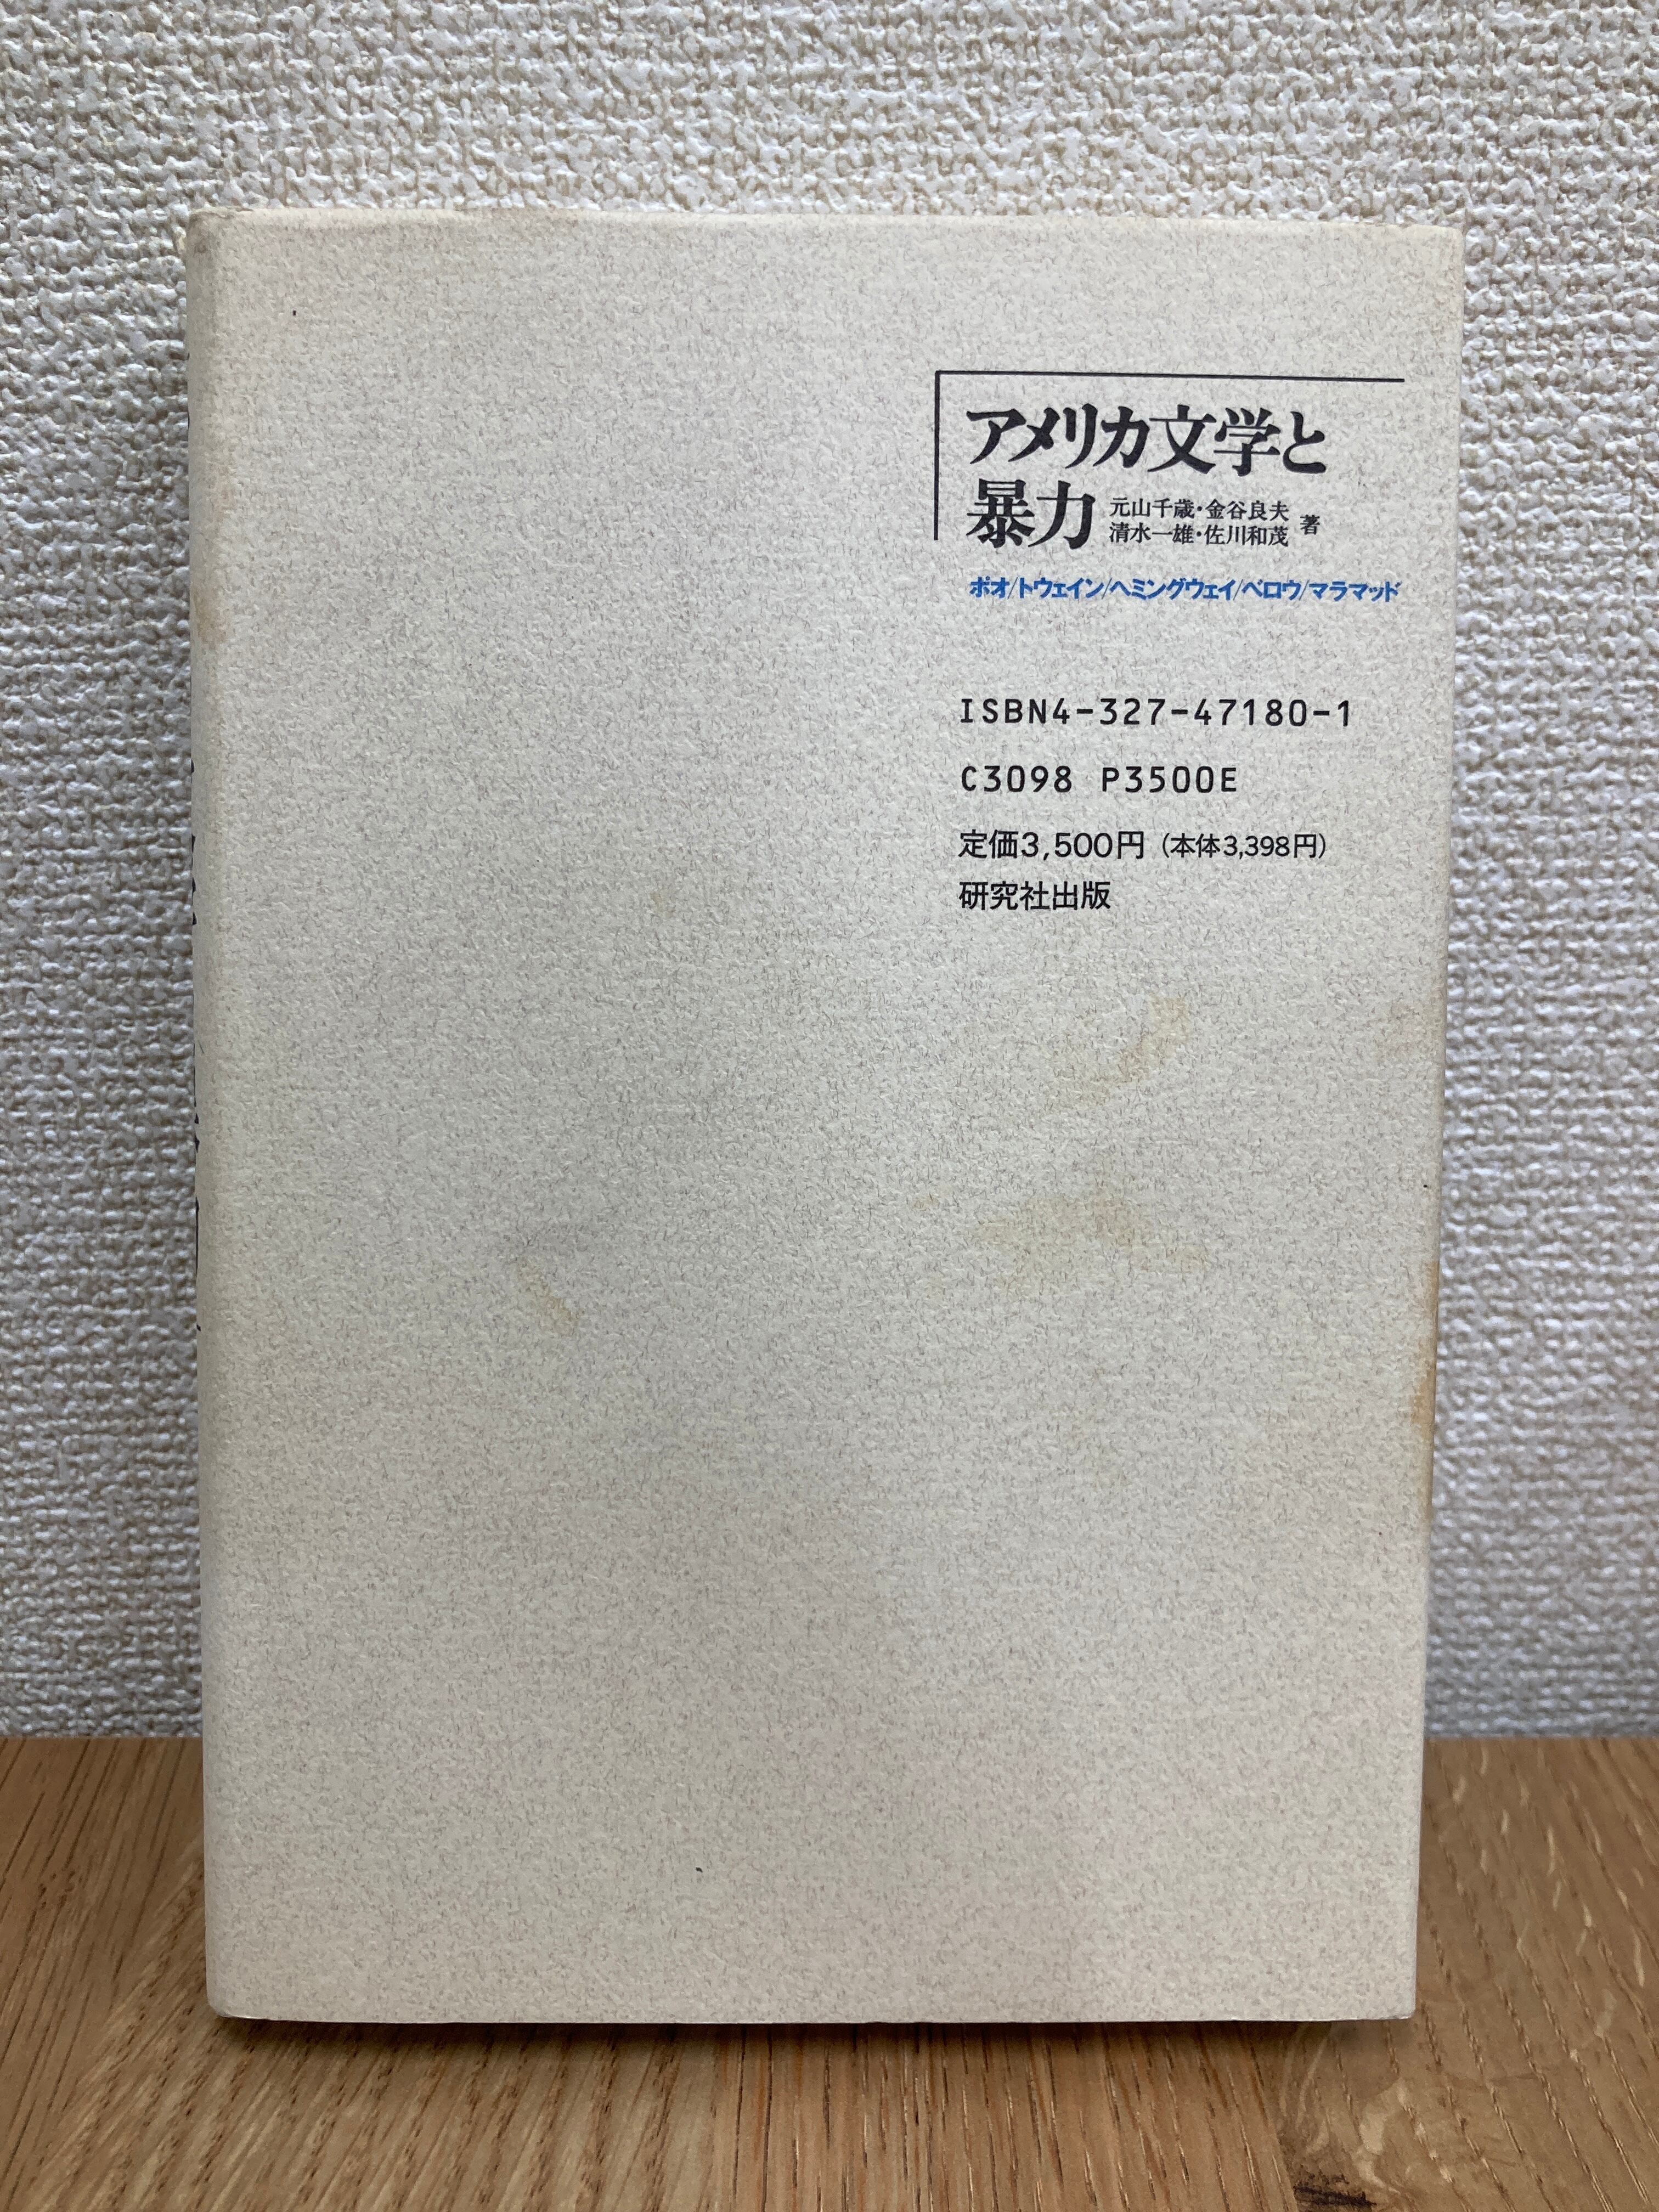 アメリカ文学と
暴力
元山千歳・金谷良夫
清水一雄・佐川和茂 著
ポオ/トウェイン/ヘミングウェイ/ベロウ/マラマッド
ISBN4-327-47180-1
C3098 P3500E
定価3,500円（本体3,398円）
研究社出版